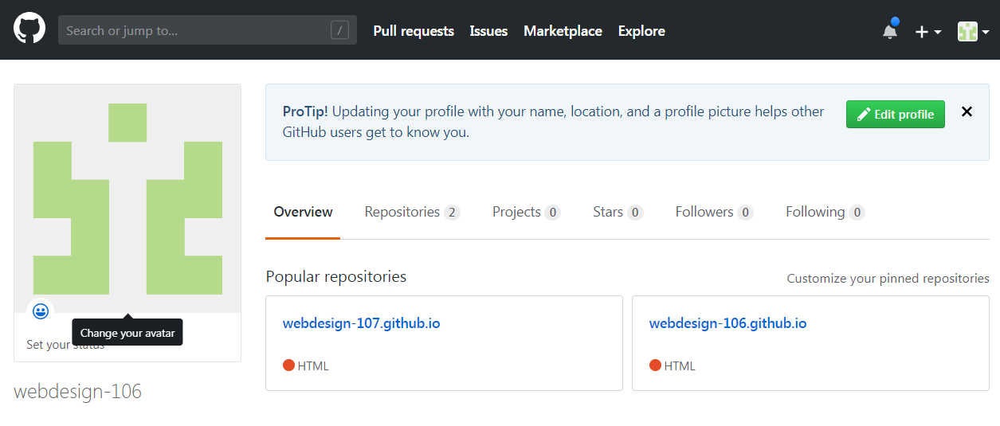 Search or jump to... / Pull requests Issues Marketplace Explore
ProTip! Updating your profile with your name, location, and a profile picture helps other
GitHub users get to know you.
Edit profile
Overview Repositories 2 Projects 0 Stars 0 Followers 0 Following 0
Popular repositories
Customize your pinned repositories
webdesign-107.github.io
HTML
webdesign-106.github.io
HTML
Change your avatar
Set your status
webdesign-106